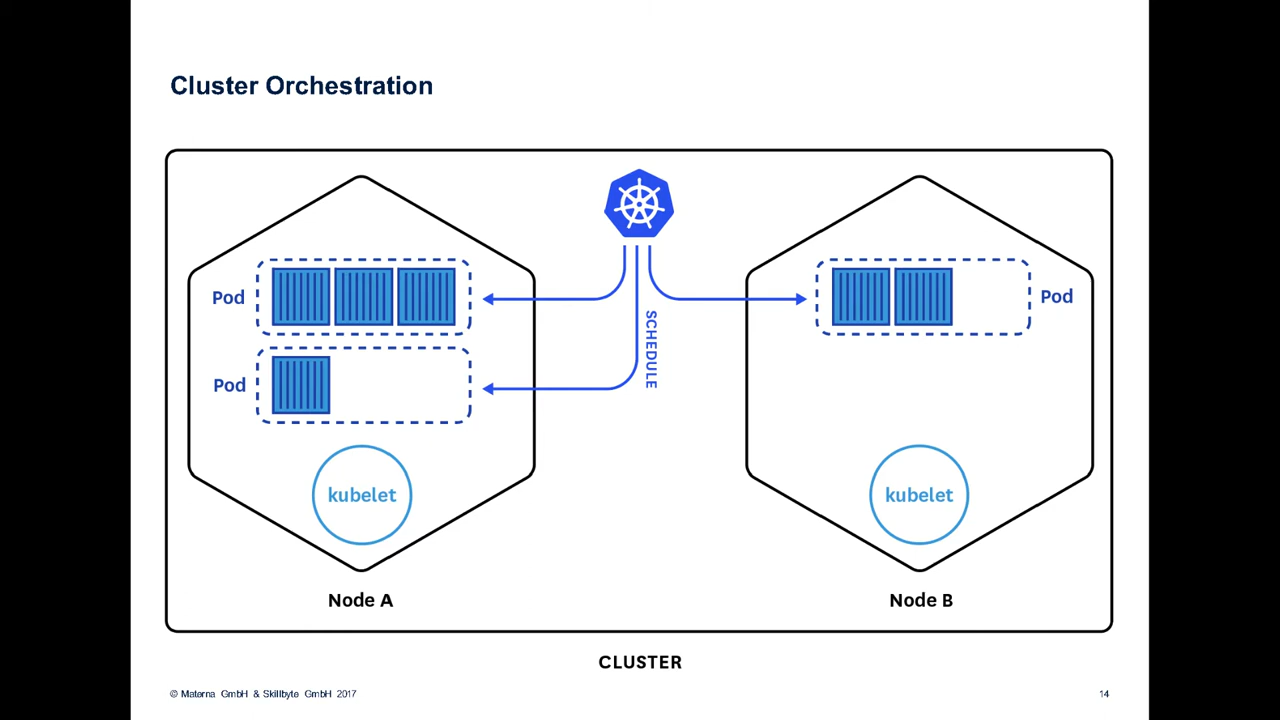 Cluster Orchestration
Pod
Pod
SCHEDULE
Pod
kubelet
kubelet
Node A
Node B
CLUSTER
© Materna GmbH & Skillbyte GmbH 2017
14